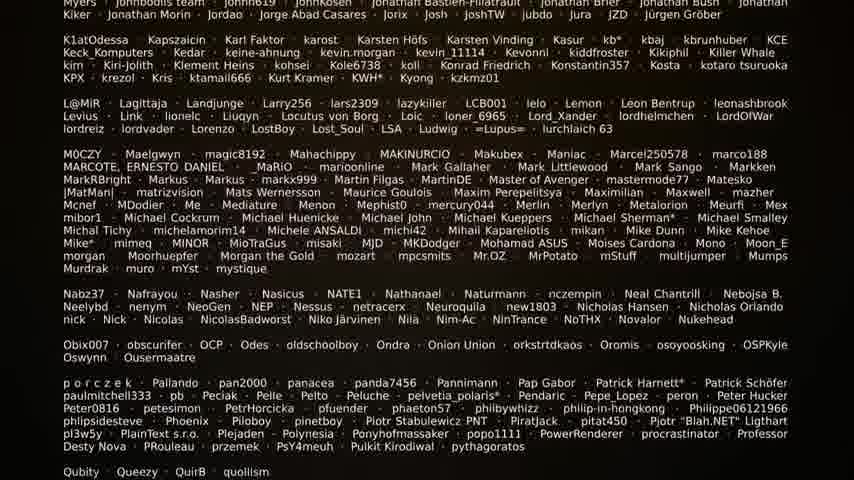 Myers · Johnbodils team · Johnn619 · JohnKosen · Jonathan Bastien-Filiatrault · Jonathan Brier · Jonathan Bush · Jonathan
Kiker · Jonathan Morin · Jordao · Jorge Abad Casares · Jorix · Josh · JoshTW · jubdo · Jura · JZD · Jürgen Gröber
K1atOdessa · Kapszaicin · Karl Faktor · karost · Karsten Höfs · Karsten Vinding · Kasur · kb* · kbaj · kbrunhuber · KCE
Keck_Komputers · Kedar · keine-ahnung · kevin.morgan · kevin_11114 · Kevonni · kiddfroster · Kikiphil · Killer Whale ·
kim · Kiri-Jolith · Klement Heins · kohsei · Kole6738 · koll · Konrad Friedrich · Konstantin357 · Kosta · kotaro tsuruoka
KPX · krezol · Kris · ktamail666 · Kurt Kramer · KWH* · Kyong · kzkmz01
L@MiR · Lagittaja · Landjunge · Larry256 · lars2309 · lazykiller · LCB001 · lelo · Lemon · Leon Bentrup · leonashbrook
Levius · Link · lionelc · Liuqyn · Locutus von Borg · Loic · loner_6965 · Lord_Xander · lordhelmchen · LordOfWar ·
lordreiz · lordvader · Lorenzo · LostBoy · Lost_Soul · LSA · Ludwig · =Lupus= · lurchlaich 63
M0CZY · Maelgwyn · magic8192 · Mahachippy · MAKINURCIO · Makubex · Maniac · Marcel250578 · marco188 ·
MARCOTE, ERNESTO DANIEL · _MaRiO · marioonline · Mark Gallaher · Mark Littlewood · Mark Sango · Markken
MarkRBright · Markus · Markus · markx999 · Martin Filgas · MartinDE · Master of Avenger · mastermode77 · Matesko ·
|MatMan| · matrizvision · Mats Wernersson · Maurice Goulois · Maxim Perepelitsya · Maximilian · Maxwell · mazher ·
Mcnef · MDodier · Me · Mediature · Menon · Mephist0 · mercury044 · Merlin · Merlyn · Metalorion · Meurfi · Mex
mibor1 · Michael Cockrum · Michael Huenicke · Michael John · Michael Kueppers · Michael Sherman* · Michael Smalley
Michal Tichy · michelamorim14 · Michele ANSALDI · michi42 · Mihail Kapareliotis · mikan · Mike Dunn · Mike Kehoe ·
Mike* · mimeq · MINOR · MioTraGus · misaki · MJD · MKDodger · Mohamad ASUS · Moises Cardona · Mono · Moon_E
morgan · Moorhuepfer · Morgan the Gold · mozart · mpcsmits · Mr.OZ · MrPotato · mStuff · multijumper · Mumps
Murdrak · muro · mYst · mystique
Nabz37 · Nafrayou · Nasher · Nasicus · NATE1 · Nathanael · Naturmann · nczempin · Neal Chantrill · Nebojsa B. ·
Neelybd · nenym · NeoGen · NEP · Nessus · netracerx · Neuroquila · new1803 · Nicholas Hansen · Nicholas Orlando
nick · Nick · Nicolas · NicolasBadworst · Niko Järvinen · Nila · Nim-Ac · NinTrance · NoTHX · Novalor · Nukehead
Obix007 · obscurifer · OCP · Odes · oldschoolboy · Ondra · Onion Union · orkstrtdkaos · Oromis · osoyoosking · OSPKyle
Oswynn · Ousermaatre
p o r c z e k · Pallando · pan2000 · panacea · panda7456 · Pannimann · Pap Gabor · Patrick Harnett* · Patrick Schöfer
paulmitchell333 · pb · Peciak · Pelle · Pelto · Peluche · pelvetia_polaris* · Pendaric · Pepe_Lopez · peron · Peter Hucker
Peter0816 · petesimon · PetrHorcicka · pfuender · phaeton57 · philbywhizz · philip-in-hongkong · Philippe06121966
phlipsidesteve · Phoenix · Piloboy · pinetboy · Piotr Stabulewicz PNT · PiratJack · pitat450 · Pjotr "Blah.NET" Ligthart
pl3w5y · PlainText s.r.o. · Plejaden · Polynesia · Ponyhofmassaker · popo1111 · PowerRenderer · procrastinator · Professor
Desty Nova · PRouleau · przemek · PsY4meuh · Pulkit Kirodiwal · pythagoratos
Qubity · Queezy · QuirB · quollism